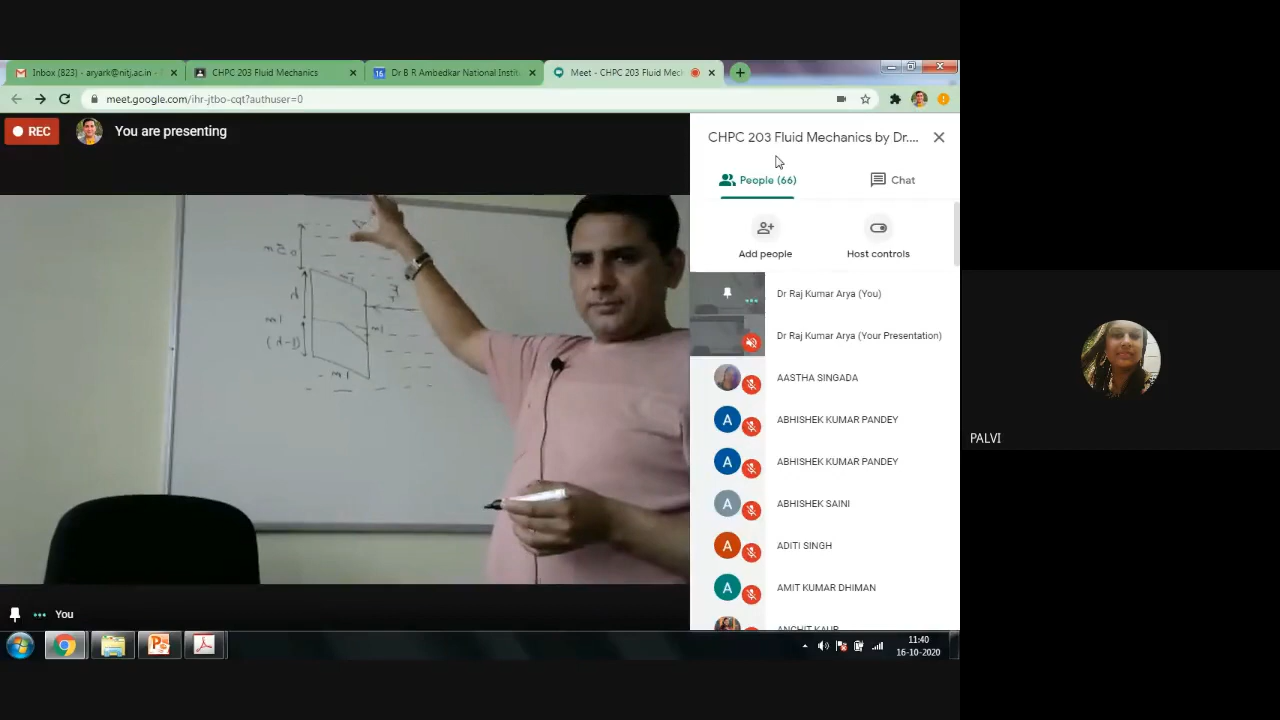 Inbox (823) - aryark@nitj.ac.in -
CHPC 203 Fluid Mechanics
Dr B R Ambedkar National Instit
Meet - CHPC 203 Fluid Mec
meet.google.com/ihr-jtbo-cqt?authuser=0
REC
You are presenting
CHPC 203 Fluid Mechanics by Dr....
People (66)
Chat
Add people
Host controls
Dr Raj Kumar Arya (You)
Dr Raj Kumar Arya (Your Presentation)
AASTHA SINGADA
A
ABHISHEK KUMAR PANDEY
A
ABHISHEK KUMAR PANDEY
A
ABHISHEK SAINI
A
ADITI SINGH
A
AMIT KUMAR DHIMAN
ANCHIT KAUR
You
PALVI
11:40
16-10-2020